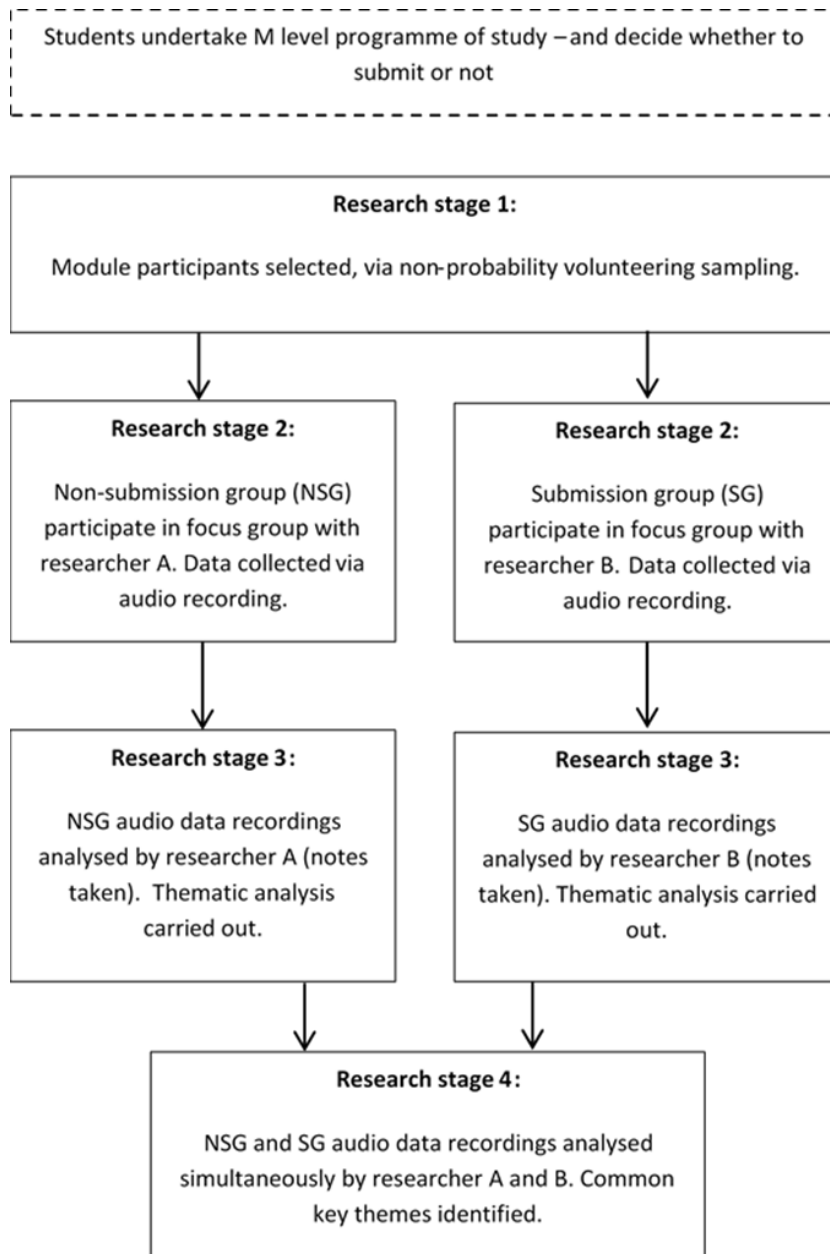 Students undertake M level programme of study – and decide whether to
submit or not
Research stage 1:
Module participants selected, via non-probability volunteering sampling.
Research stage 2:
Non-submission group (NSG)
participate in focus group with
researcher A. Data collected via
audio recording.
Research stage 2:
Submission group (SG)
participate in focus group with
researcher B. Data collected via
audio recording.
Research stage 3:
NSG audio data recordings
analysed by researcher A (notes
taken). Thematic analysis
carried out.
Research stage 3:
SG audio data recordings
analysed by researcher B (notes
taken). Thematic analysis carried
out.
Research stage 4:
NSG and SG audio data recordings analysed
simultaneously by researcher A and B. Common
key themes identified.